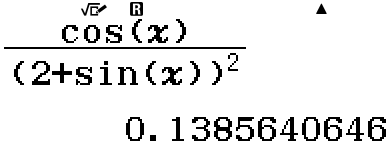 √ R ▲
cos(x)
(2+sin(x))²
0.1385640646